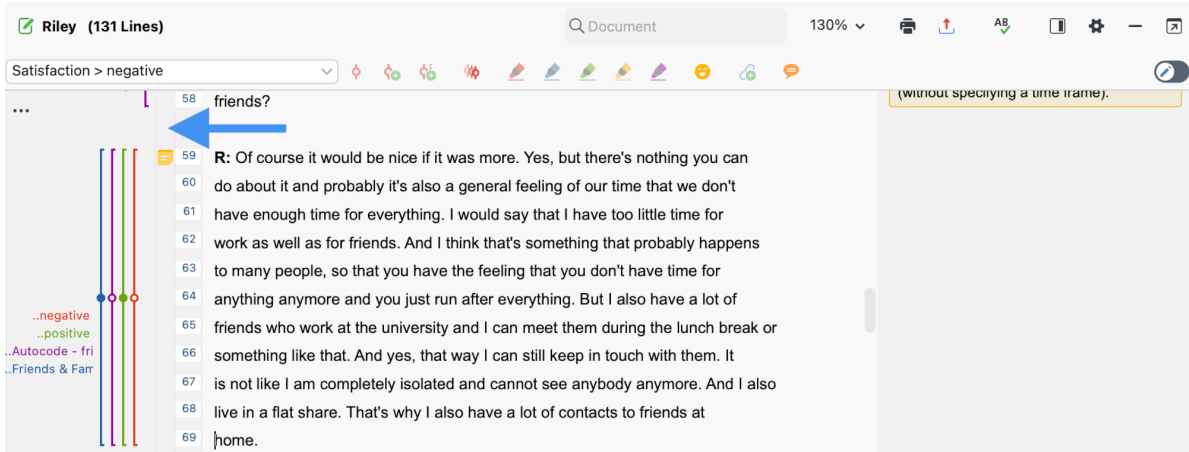 Riley (131 Lines)
Document
130%
AB
Satisfaction > negative
(without specifying a time frame).
...
58 friends?
59 R: Of course it would be nice if it was more. Yes, but there's nothing you can
60 do about it and probably it's also a general feeling of our time that we don't
61 have enough time for everything. I would say that I have too little time for
62 work as well as for friends. And I think that's something that probably happens
63 to many people, so that you have the feeling that you don't have time for
64 anything anymore and you just run after everything. But I also have a lot of
65 friends who work at the university and I can meet them during the lunch break or
66 something like that. And yes, that way I can still keep in touch with them. It
67 is not like I am completely isolated and cannot see anybody anymore. And I also
68 live in a flat share. That's why I also have a lot of contacts to friends at
69 home.
..negative
..positive
..Autocode - fri
..Friends & Fam